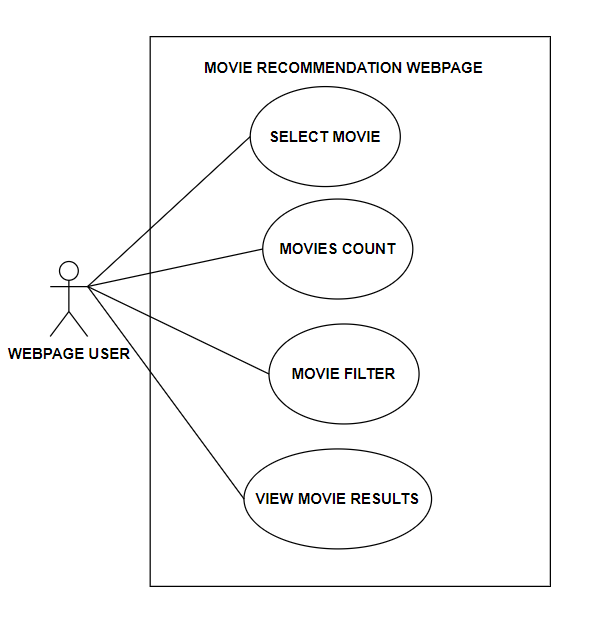 MOVIE RECOMMENDATION WEBPAGE
SELECT MOVIE
MOVIES COUNT
WEBPAGE USER
MOVIE FILTER
VIEW MOVIE RESULTS